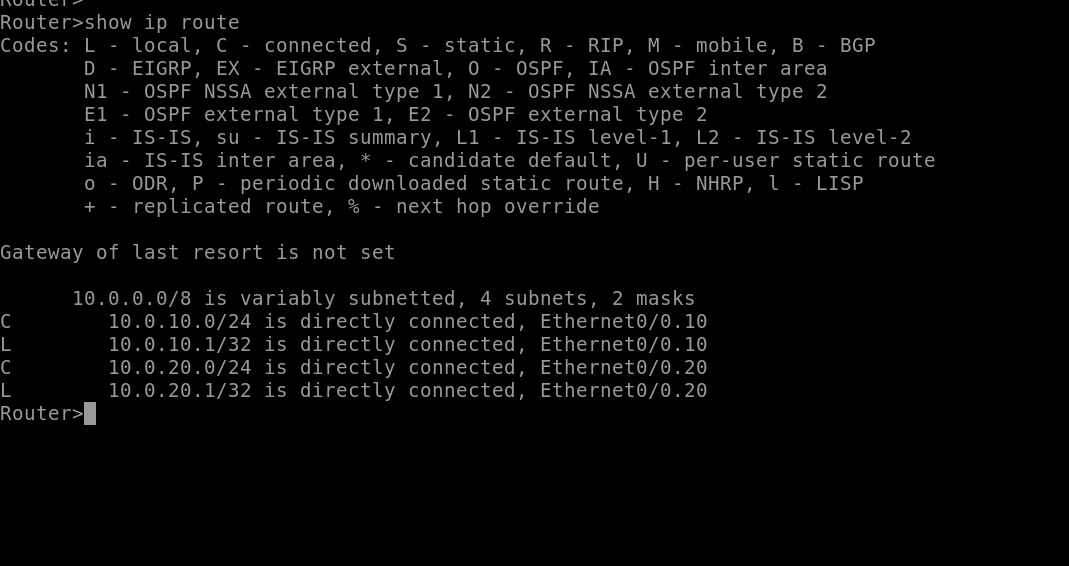 Router>
Router>show ip route
Codes: L - local, C - connected, S - static, R - RIP, M - mobile, B - BGP
       D - EIGRP, EX - EIGRP external, O - OSPF, IA - OSPF inter area
       N1 - OSPF NSSA external type 1, N2 - OSPF NSSA external type 2
       E1 - OSPF external type 1, E2 - OSPF external type 2
       i - IS-IS, su - IS-IS summary, L1 - IS-IS level-1, L2 - IS-IS level-2
       ia - IS-IS inter area, * - candidate default, U - per-user static route
       o - ODR, P - periodic downloaded static route, H - NHRP, l - LISP
       + - replicated route, % - next hop override

Gateway of last resort is not set

      10.0.0.0/8 is variably subnetted, 4 subnets, 2 masks
C        10.0.10.0/24 is directly connected, Ethernet0/0.10
L        10.0.10.1/32 is directly connected, Ethernet0/0.10
C        10.0.20.0/24 is directly connected, Ethernet0/0.20
L        10.0.20.1/32 is directly connected, Ethernet0/0.20
Router>